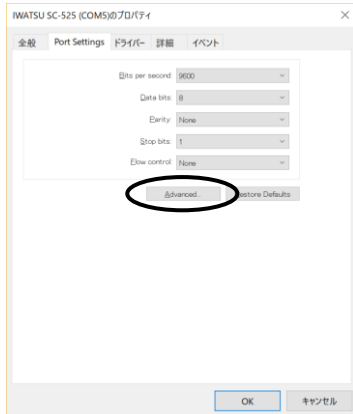 IWATSU SC-525 (COM5)のプロパティ
全般 Port Settings ドライバー 詳細 イベント
Bits per second: 9600
Data bits: 8
Parity: None
Stop bits: 1
Flow control: None
Advanced... Restore Defaults
OK キャンセル